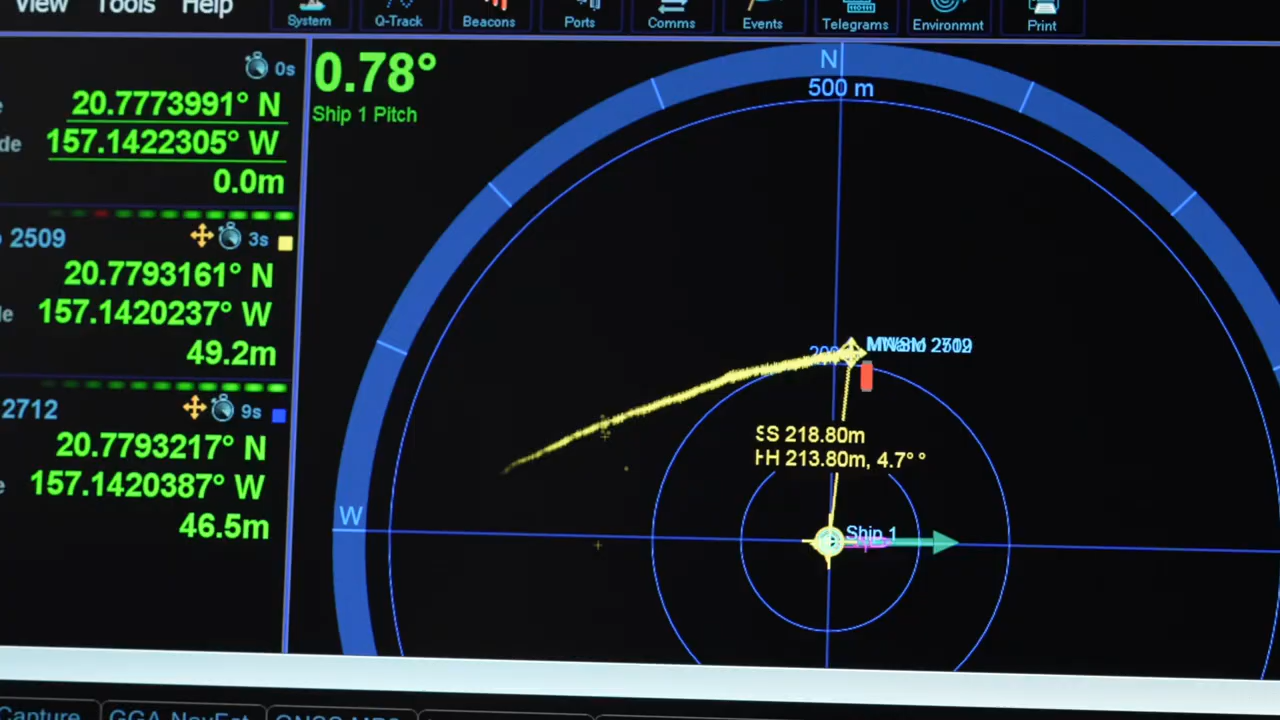 View Tools Help
System Q-Track Beacons Ports Comms Events Telegrams Environmnt Print
0s
20.7773991° N
157.1422305° W
0.0m
2509
3s
20.7793161° N
157.1420237° W
49.2m
2712
9s
20.7793217° N
157.1420387° W
46.5m
0.78°
Ship 1 Pitch
N
500 m
W
S 218.80m
H 213.80m, 4.7°
Ship 1
Capture